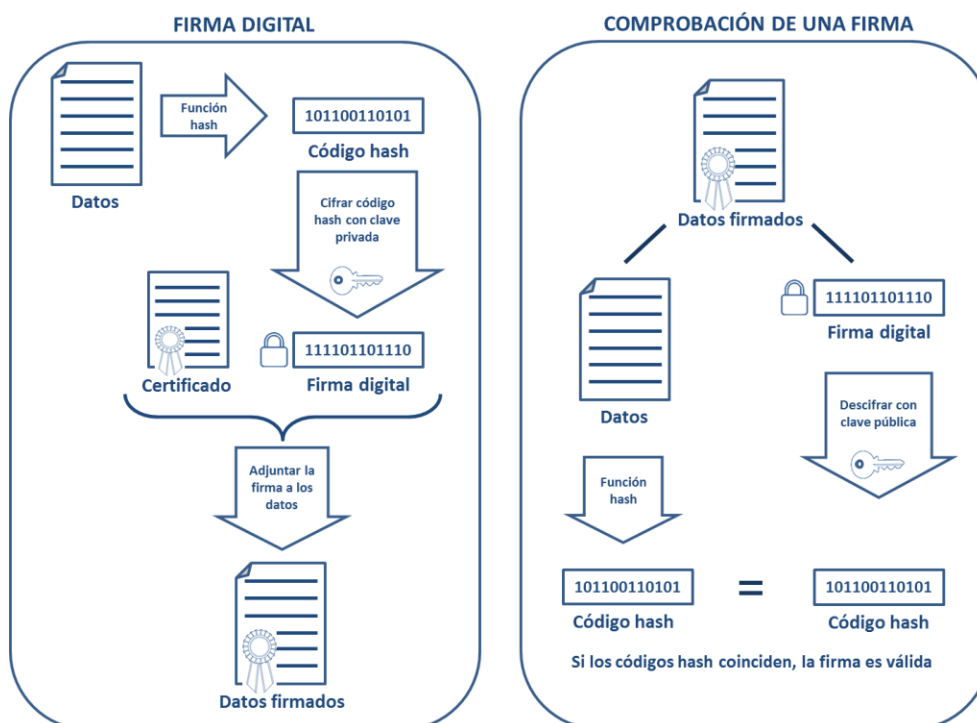 FIRMA DIGITAL
Función
hash
101100110101
Código hash
Datos
Cifrar código
hash con clave
privada
Certificado
111101101110
Firma digital
Adjuntar la
firma a los
datos
Datos firmados
COMPROBACIÓN DE UNA FIRMA
Datos firmados
Datos
111101101110
Firma digital
Función
hash
Descifrar con
clave pública
101100110101
Código hash
=
101100110101
Código hash
Si los códigos hash coinciden, la firma es válida